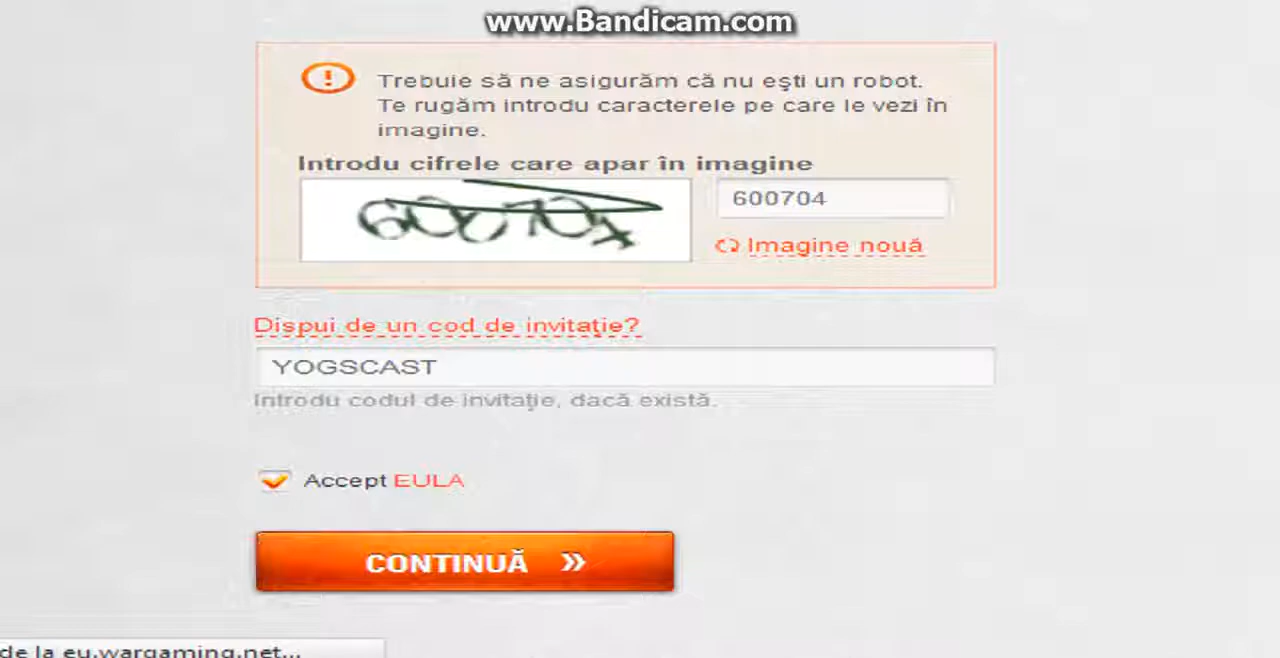 www.Bandicam.com
Trebuie să ne asigurăm că nu eşti un robot.
Te rugăm introdu caracterele pe care le vezi în
imagine.
Introdu cifrele care apar în imagine
600704
Imagine nouă
Dispui de un cod de invitaţie?
YOGSCAST
Introdu codul de invitaţie, dacă există.
Accept EULA
CONTINUĂ »
de la eu.wargaming.net...